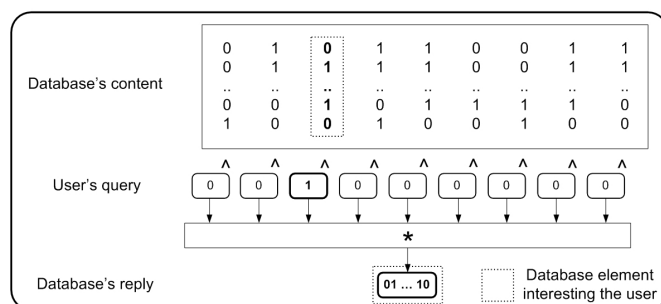 0 1 0 1 1 0 0 1 1
0 1 1 1 1 0 0 1 1
Database's content
.. .. .. .. .. .. .. .. ..
0 0 1 0 1 1 1 1 0
1 0 0 1 0 0 1 0 0
^ ^ ^ ^ ^ ^ ^ ^ ^
User's query 0 0 1 0 0 0 0 0 0
*
Database's reply 01 ... 10
Database element
interesting the user